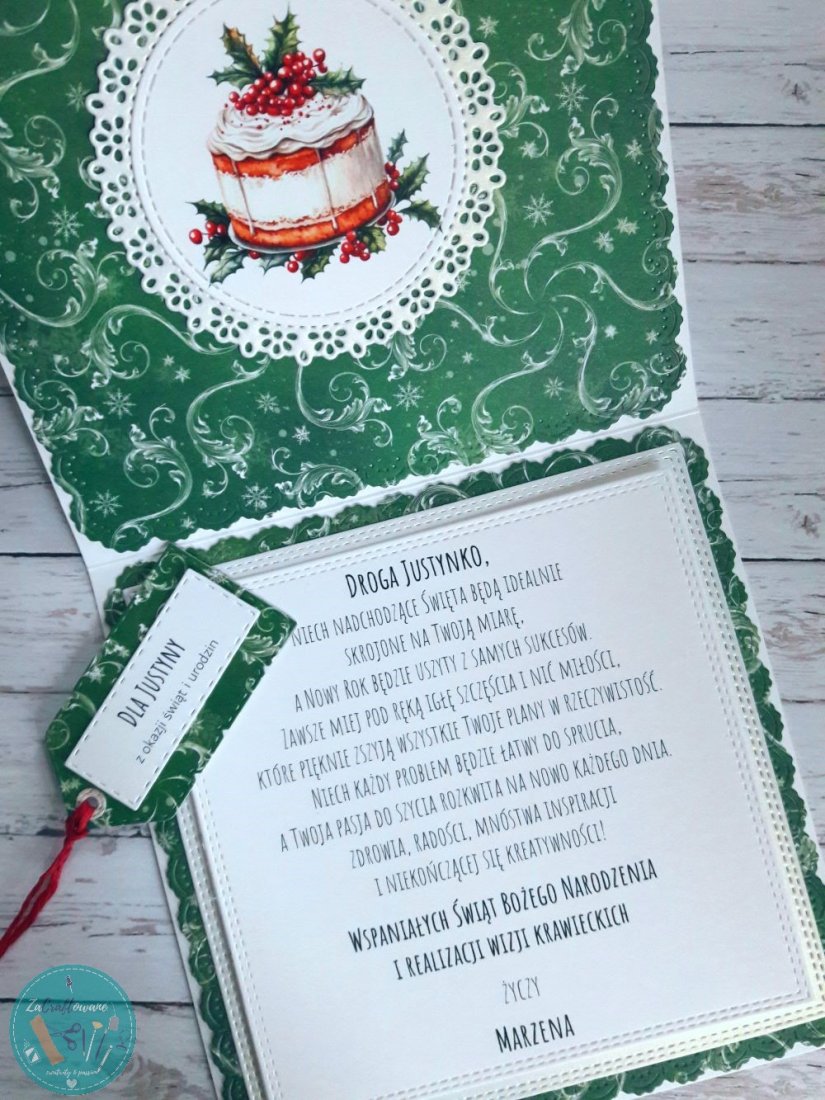 Droga Justynko,
niech nadchodzące Święta będą idealnie
skrojone na Twoją miarę,
a Nowy Rok będzie uszyty z samych sukcesów.
Zawsze miej pod ręką igłę szczęścia i nić miłości,
które pięknie zszyją wszystkie Twoje plany w rzeczywistość.
Niech każdy problem będzie łatwy do sprucia,
a Twoja pasja do szycia rozkwita na nowo każdego dnia.
zdrowia, radości, mnóstwa inspiracji
i niekończącej się kreatywności!
Wspaniałych Świąt Bożego Narodzenia
i realizacji wizji krawieckich
życzy
Marzena
Dla Justyny
z okazji świąt i urodzin
ZaCraftowane
creativity & passion